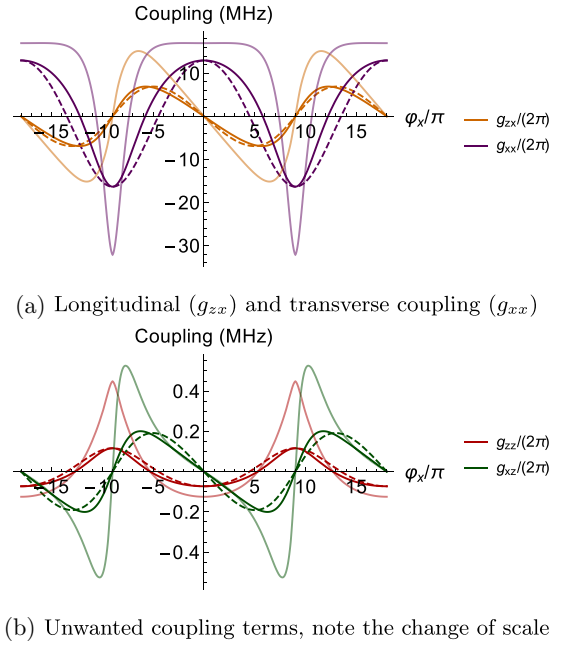 Coupling (MHz)
10
φx/π
−15 −10 −5 5 10 15
−10
−20
−30
gzx/(2π)
gxx/(2π)
(a) Longitudinal (gzx) and transverse coupling (gxx)
Coupling (MHz)
0.4
0.2
φx/π
−15 −10 −5 5 10 15
−0.2
−0.4
gzz/(2π)
gxz/(2π)
(b) Unwanted coupling terms, note the change of scale